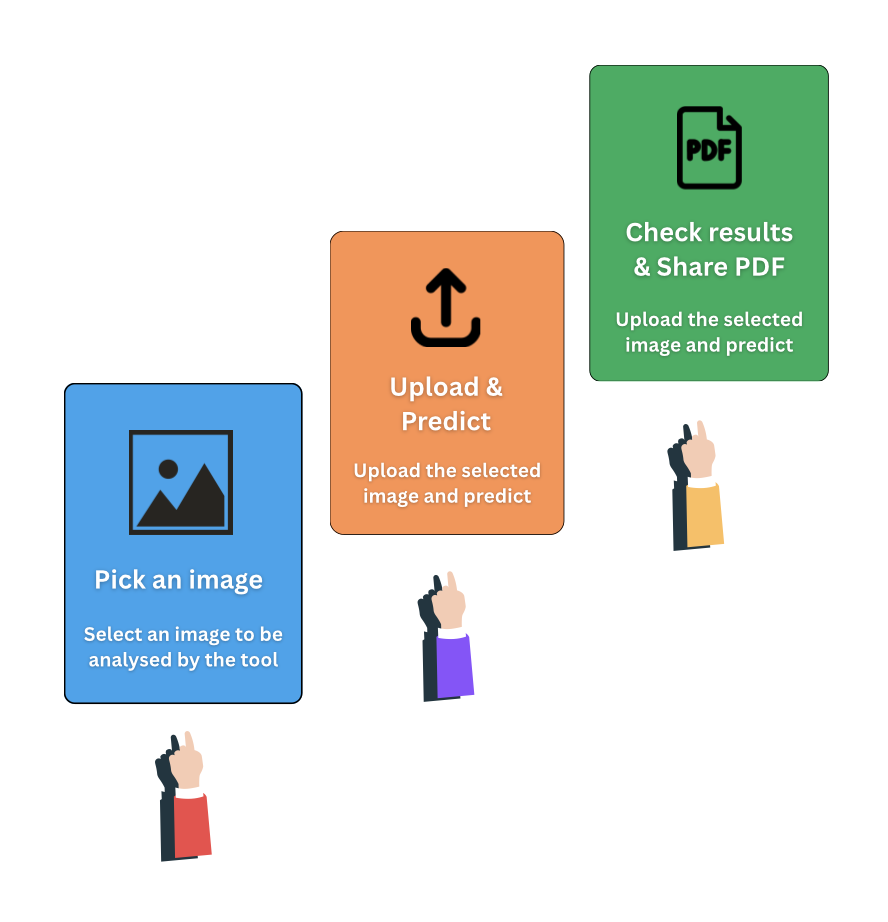 Pick an image
Select an image to be
analysed by the tool
Upload &
Predict
Upload the selected
image and predict
PDF
Check results
& Share PDF
Upload the selected
image and predict